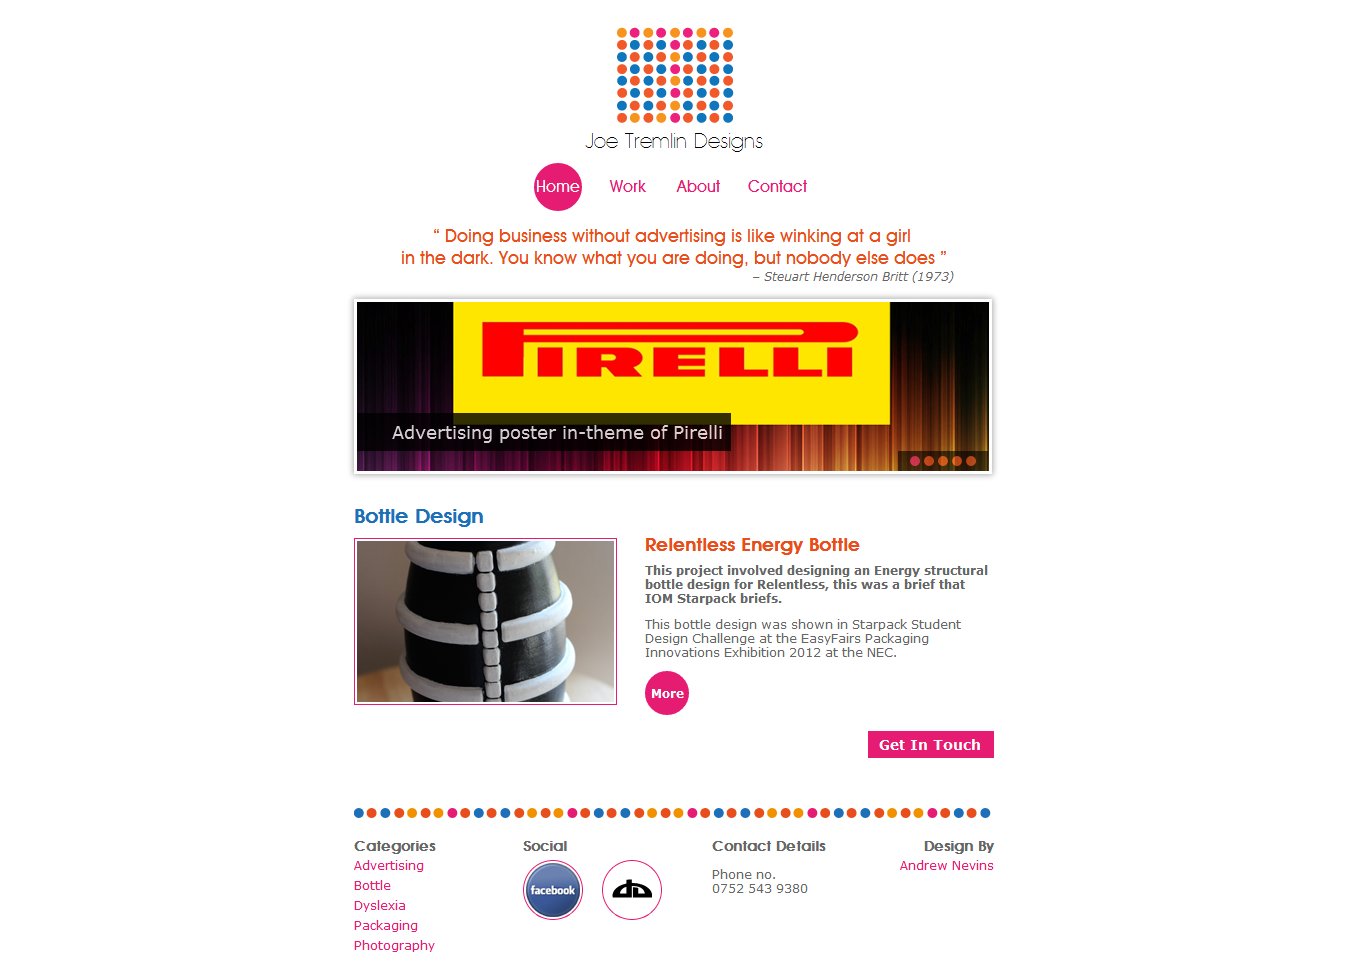 Joe Tremlin Designs
Home Work About Contact
“ Doing business without advertising is like winking at a girl
in the dark. You know what you are doing, but nobody else does ”
– Steuart Henderson Britt (1973)
PIRELLI
Advertising poster in-theme of Pirelli
Bottle Design
Relentless Energy Bottle
This project involved designing an Energy structural
bottle design for Relentless, this was a brief that
IOM Starpack briefs.
This bottle design was shown in Starpack Student
Design Challenge at the EasyFairs Packaging
Innovations Exhibition 2012 at the NEC.
More
Get In Touch
Categories
Advertising
Bottle
Dyslexia
Packaging
Photography
Social
facebook
Contact Details
Phone no.
0752 543 9380
Design By
Andrew Nevins